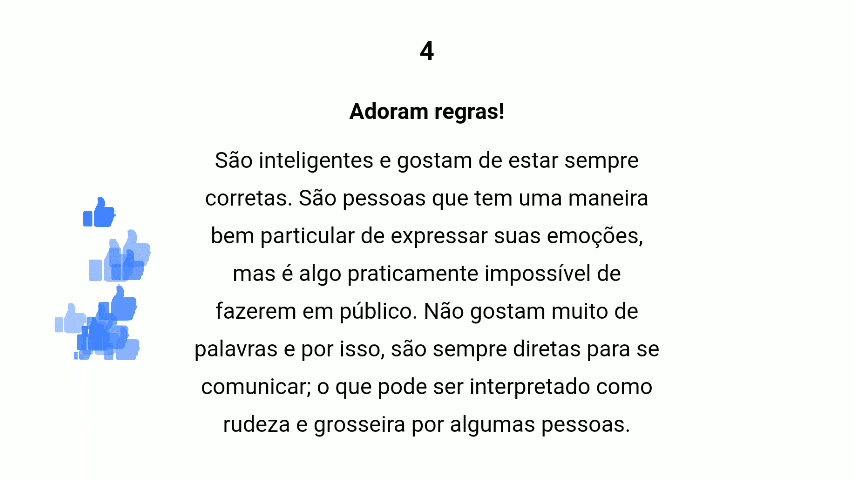 4
Adoram regras!
São inteligentes e gostam de estar sempre
corretas. São pessoas que tem uma maneira
bem particular de expressar suas emoções,
mas é algo praticamente impossível de
fazerem em público. Não gostam muito de
palavras e por isso, são sempre diretas para se
comunicar; o que pode ser interpretado como
rudeza e grosseira por algumas pessoas.